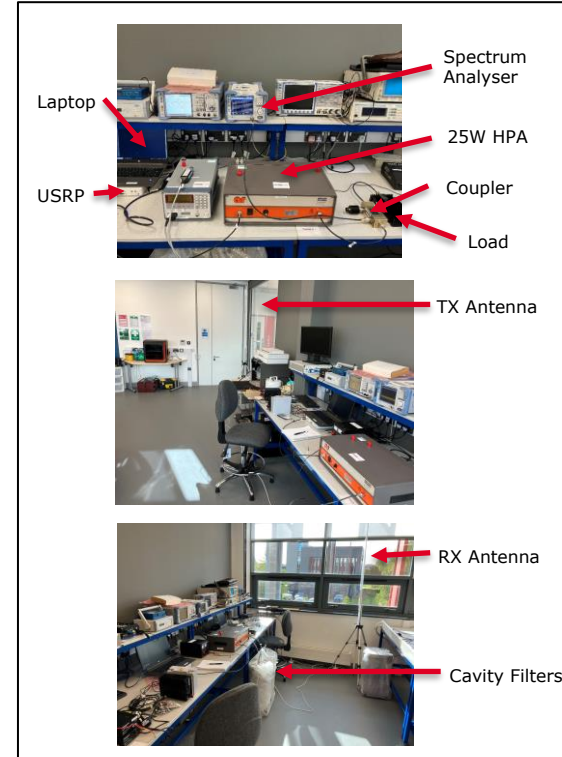 Spectrum
Analyser
Laptop
25W HPA
USRP
Coupler
Load
TX Antenna
RX Antenna
Cavity Filters